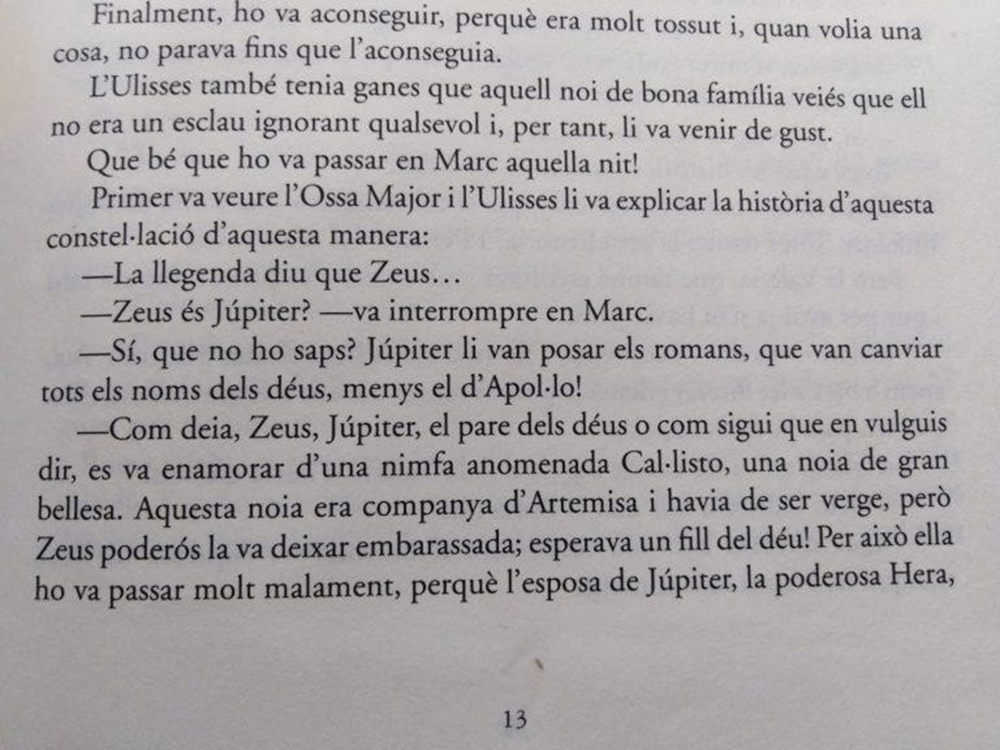 Finalment, ho va aconseguir, perquè era molt tossut i, quan volia una
cosa, no parava fins que l'aconseguia.
L'Ulisses també tenia ganes que aquell noi de bona família veiés que ell
no era un esclau ignorant qualsevol i, per tant, li va venir de gust.
Que bé que ho va passar en Marc aquella nit!
Primer va veure l'Ossa Major i l'Ulisses li va explicar la història d'aquesta
constel·lació d'aquesta manera:
—La llegenda diu que Zeus...
—Zeus és Júpiter? —va interrompre en Marc.
—Sí, que no ho saps? Júpiter li van posar els romans, que van canviar
tots els noms dels déus, menys el d'Apol·lo!
—Com deia, Zeus, Júpiter, el pare dels déus o com sigui que en vulguis
dir, es va enamorar d'una nimfa anomenada Cal·listo, una noia de gran
bellesa. Aquesta noia era companya d'Artemisa i havia de ser verge, però
Zeus poderós la va deixar embarassada; esperava un fill del déu! Per això ella
ho va passar molt malament, perquè l'esposa de Júpiter, la poderosa Hera,
13